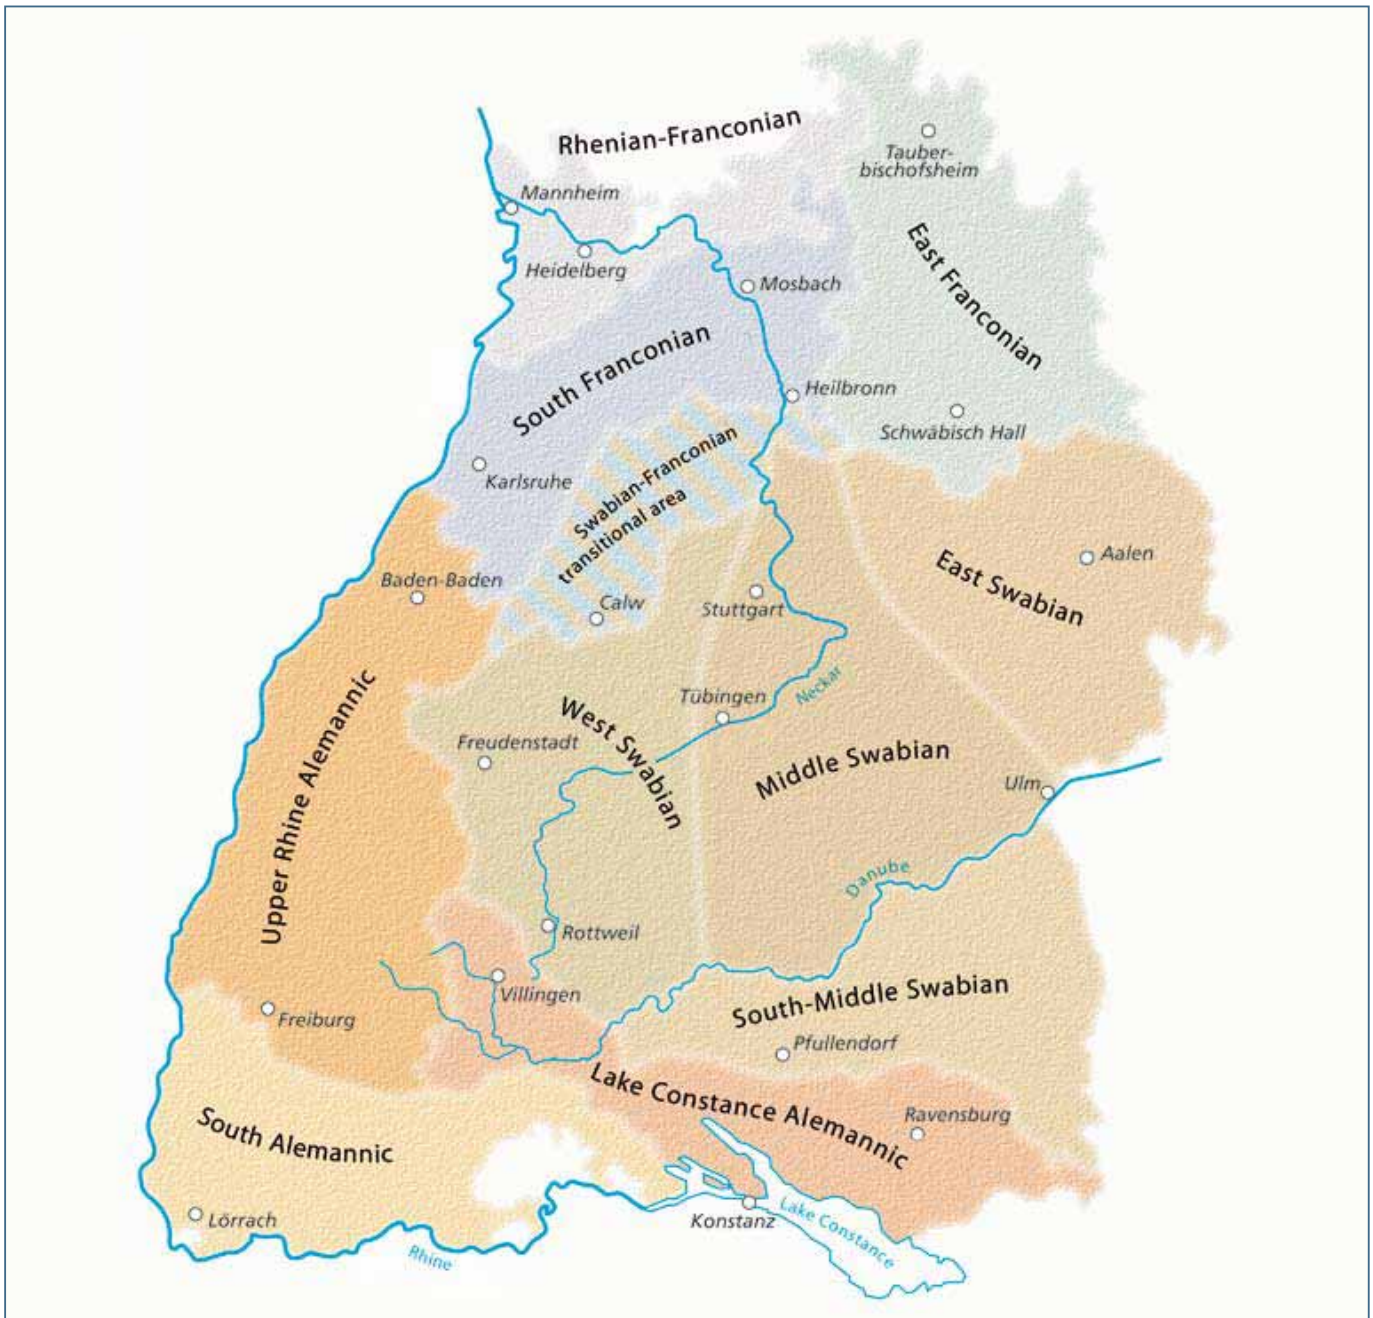 Rhenian-Franconian
Tauber-
bischofsheim
Mannheim
East Franconian
Heidelberg
Mosbach
South Franconian
Heilbronn
Schwäbisch Hall
Swabian-Franconian
transitional area
Karlsruhe
East Swabian
Aalen
Baden-Baden
Calw
Stuttgart
Neckar
Tübingen
Upper Rhine Alemannic
West Swabian
Freudenstadt
Middle Swabian
Ulm
Danube
Rottweil
Villingen
South-Middle Swabian
Freiburg
Pfullendorf
Lake Constance Alemannic
Ravensburg
South Alemannic
Lörrach
Konstanz
Lake Constance
Rhine